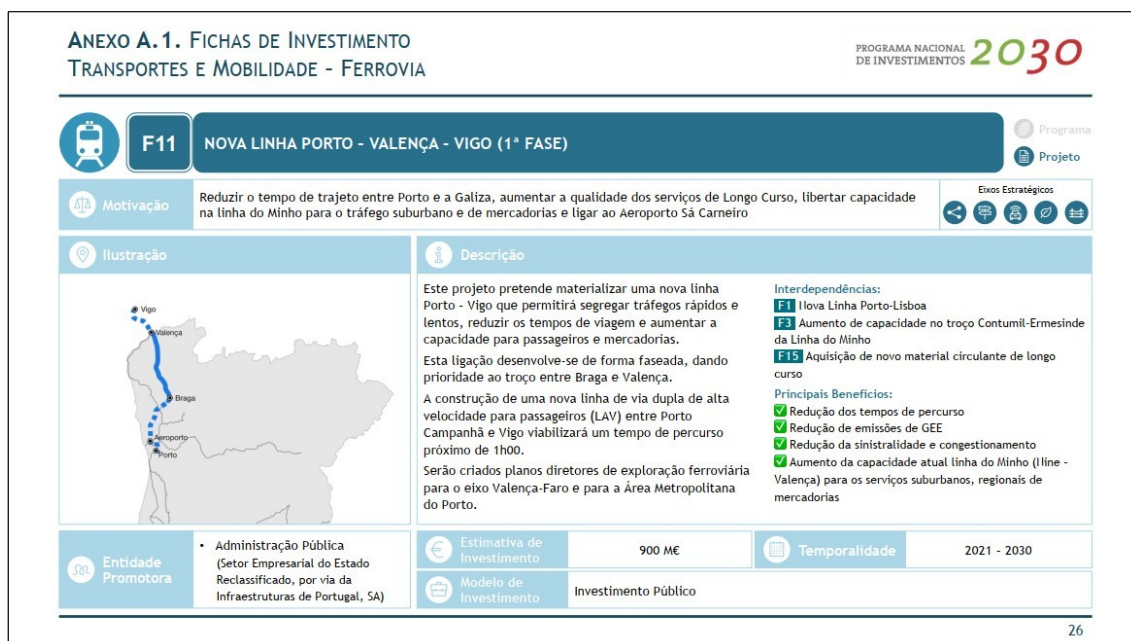 ANEXO A.1. FICHAS DE INVESTIMENTO
TRANSPORTES E MOBILIDADE – FERROVIA
PROGRAMA NACIONAL
DE INVESTIMENTOS 2030
F11
NOVA LINHA PORTO - VALENÇA - VIGO (1ª FASE)
Programa
Projeto
Motivação
Reduzir o tempo de trajeto entre Porto e a Galiza, aumentar a qualidade dos serviços de Longo Curso, libertar capacidade
na linha do Minho para o tráfego suburbano e de mercadorias e ligar ao Aeroporto Sá Carneiro
Eixos Estratégicos
Ilustração
Vigo
Valença
Braga
Aeroporto
Porto
Descrição
Este projeto pretende materializar uma nova linha
Porto - Vigo que permitirá segregar tráfegos rápidos e
lentos, reduzir os tempos de viagem e aumentar a
capacidade para passageiros e mercadorias.
Esta ligação desenvolve-se de forma faseada, dando
prioridade ao troço entre Braga e Valença.
A construção de uma nova linha de via dupla de alta
velocidade para passageiros (LAV) entre Porto
Campanhã e Vigo viabilizará um tempo de percurso
próximo de 1h00.
Serão criados planos diretores de exploração ferroviária
para o eixo Valença-Faro e para a Área Metropolitana
do Porto.
Interdependências:
F1 Nova Linha Porto-Lisboa
F3 Aumento de capacidade no troço Contumil-Ermesinde
da Linha do Minho
F15 Aquisição de novo material circulante de longo
curso
Principais Benefícios:
Redução dos tempos de percurso
Redução de emissões de GEE
Redução da sinistralidade e congestionamento
Aumento da capacidade atual linha do Minho (Nine -
Valença) para os serviços suburbanos, regionais de
mercadorias
Entidade
Promotora
• Administração Pública
(Setor Empresarial do Estado
Reclassificado, por via da
Infraestruturas de Portugal, SA)
Estimativa de
Investimento
900 M€
Temporalidade
2021 - 2030
Modelo de
Investimento
Investimento Público
26